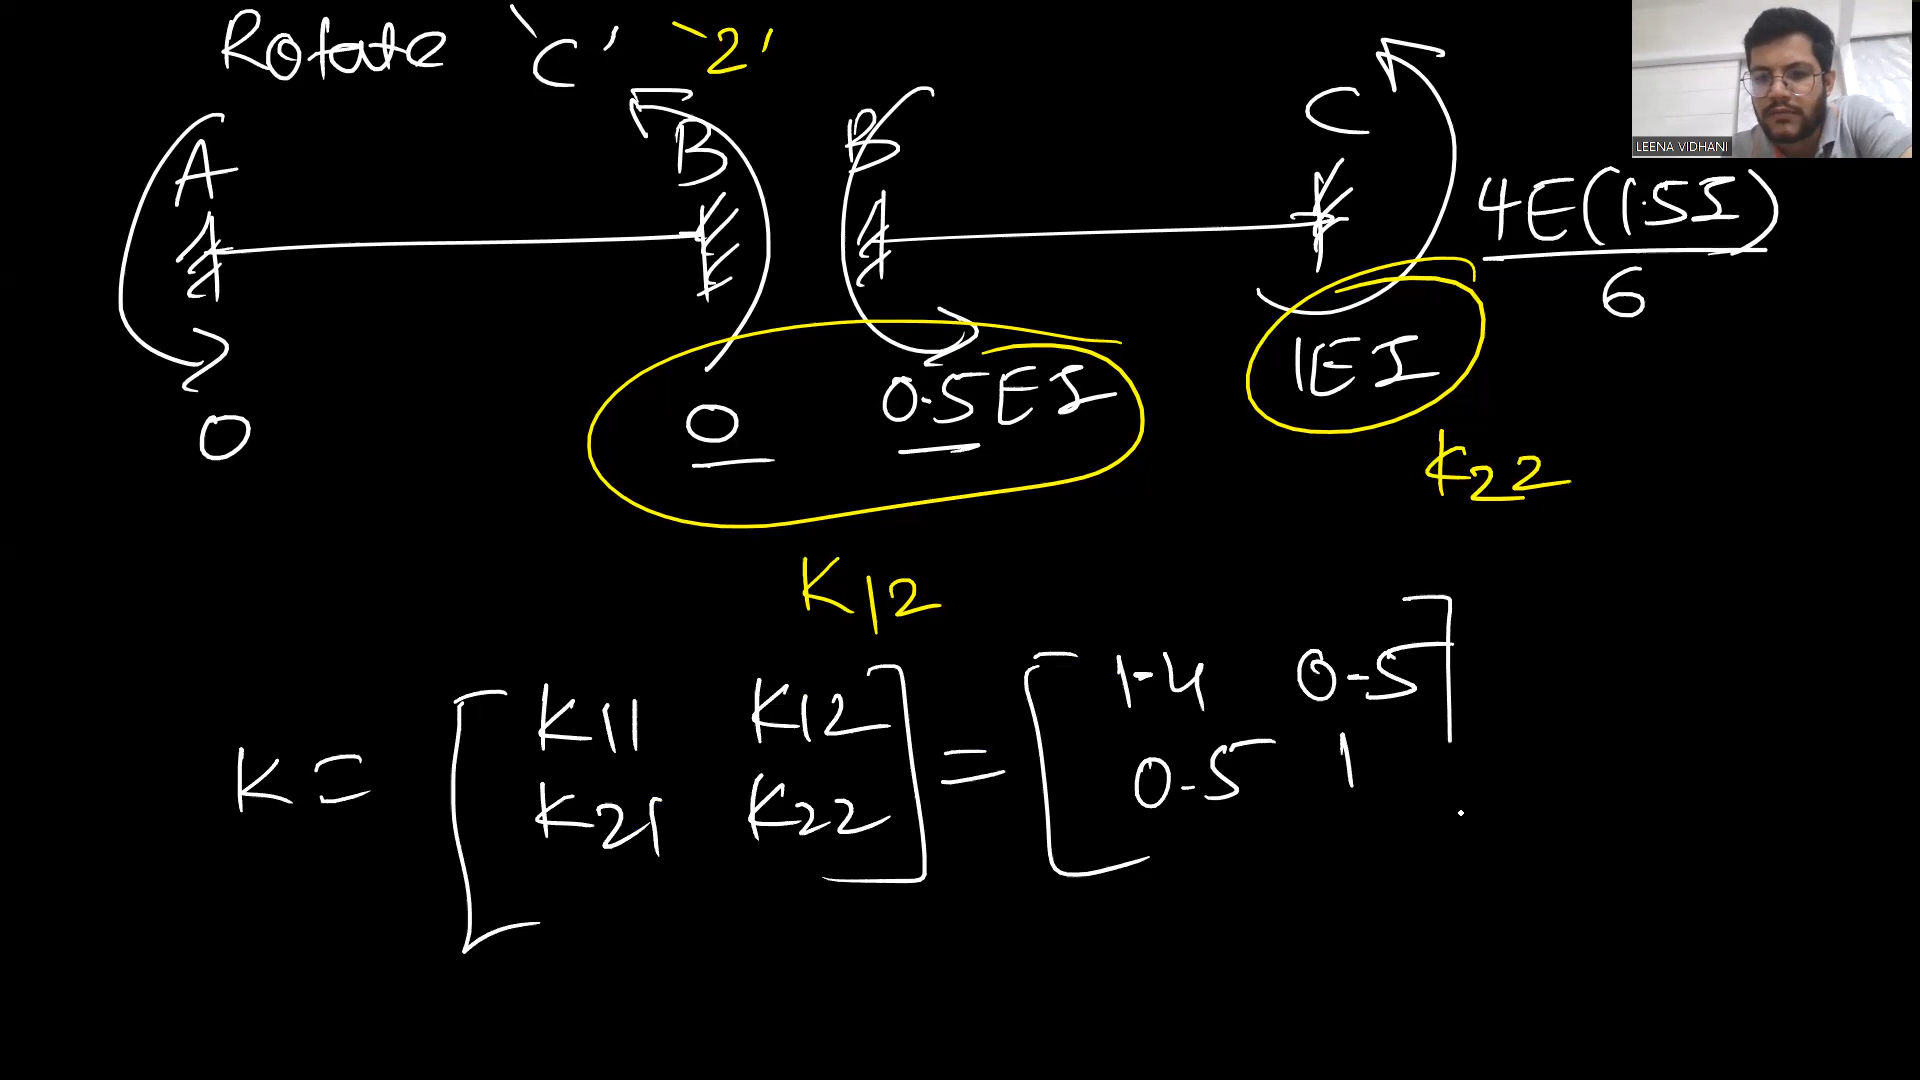 Rotate 'C' '2'
A B B C
4E(1.5I)
6
0 0 0.5EI 1EI
K22
K12
K = [ K11 K12 ] = [ 1.4 0.5 ]
K21 K22 0.5 1
LEENA VIDHANI